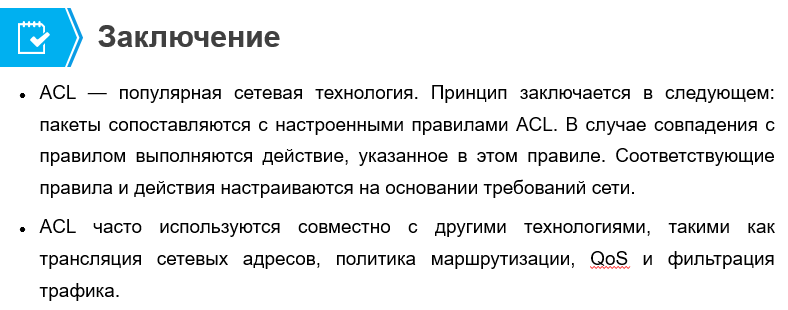 Заключение
• ACL — популярная сетевая технология. Принцип заключается в следующем:
пакеты сопоставляются с настроенными правилами ACL. В случае совпадения с
правилом выполняются действие, указанное в этом правиле. Соответствующие
правила и действия настраиваются на основании требований сети.
• ACL часто используются совместно с другими технологиями, такими как
трансляция сетевых адресов, политика маршрутизации, QoS и фильтрация
трафика.